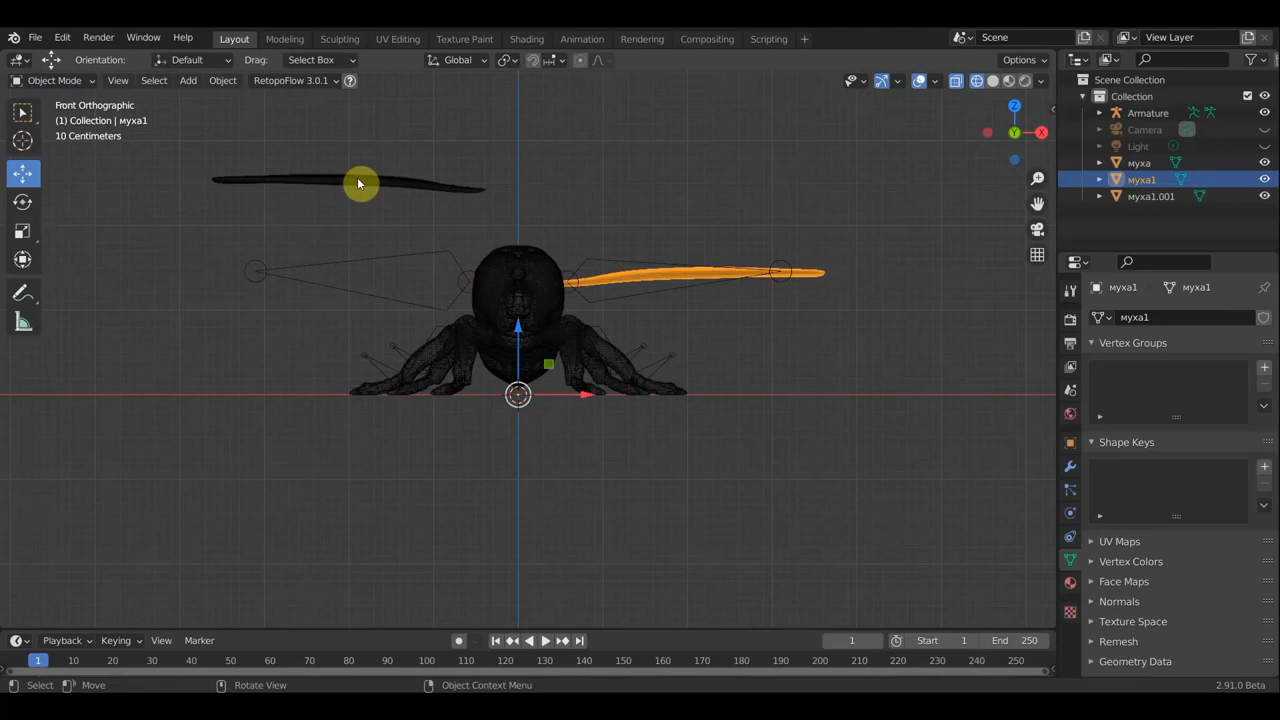 File Edit Render Window Help Layout Modeling Sculpting UV Editing Texture Paint Shading Animation Rendering Compositing Scripting + Scene View Layer
Orientation: Default Drag: Select Box Global Options
Object Mode View Select Add Object RetopoFlow 3.0.1 ?
Front Orthographic
(1) Collection | муха1
10 Centimeters
Z
Y
X
Scene Collection
Collection
Armature
Camera
Light
муха
муха1
муха1.001
муха1 муха1
муха1
Vertex Groups
Shape Keys
UV Maps
Vertex Colors
Face Maps
Normals
Texture Space
Remesh
Geometry Data
Playback Keying View Marker 1 Start 1 End 250
1 10 20 30 40 50 60 70 80 90 100 110 120 130 140 150 160 170 180 190 200 210 220 230 240 250
Select Move Rotate View Object Context Menu 2.91.0 Beta